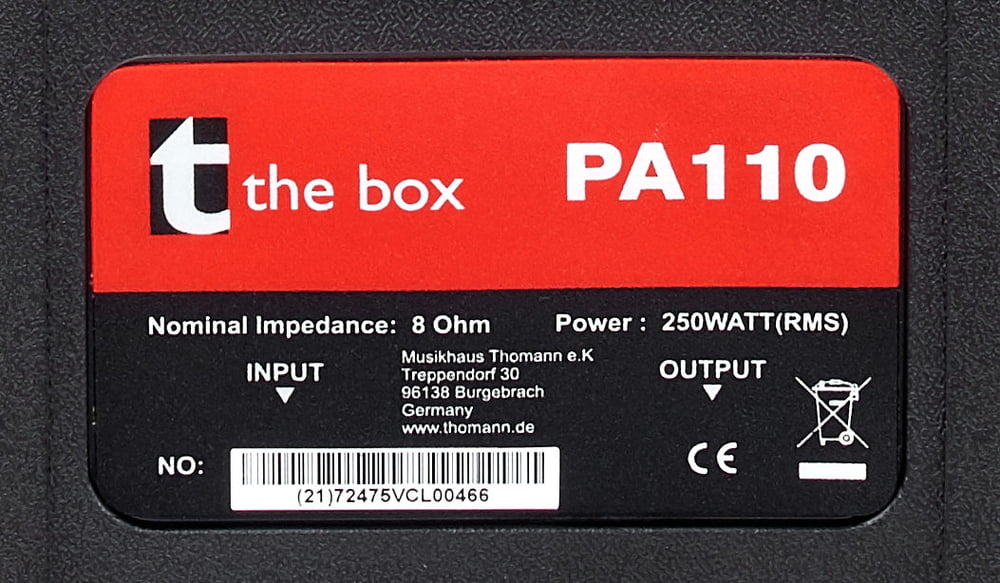 t the box
PA110
Nominal Impedance: 8 Ohm
Power : 250WATT(RMS)
INPUT
Musikhaus Thomann e.K
Treppendorf 30
96138 Burgebrach
Germany
www.thomann.de
OUTPUT
CE
NO:
(21)72475VCL00466